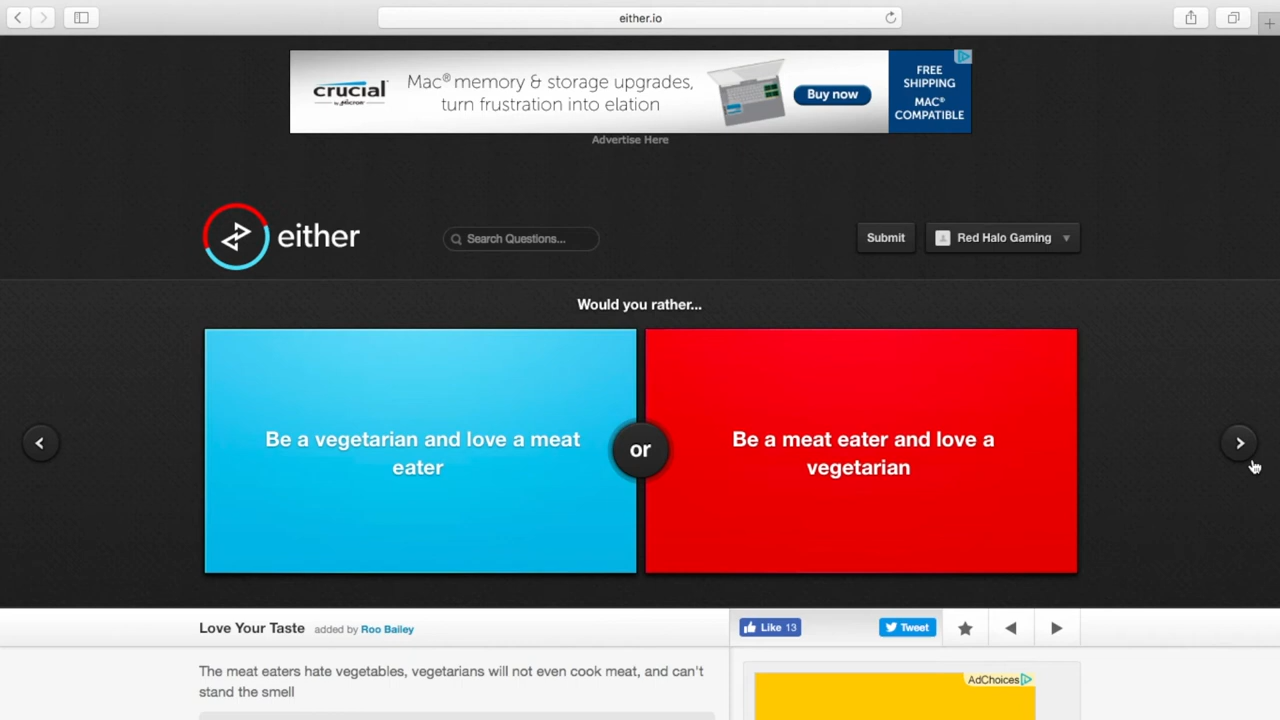 either.io
crucial
by Micron
Mac® memory & storage upgrades,
turn frustration into elation
Buy now
FREE
SHIPPING
MAC®
COMPATIBLE
Advertise Here
either
Search Questions...
Submit
Red Halo Gaming
Would you rather...
Be a vegetarian and love a meat
eater
or
Be a meat eater and love a
vegetarian
Love Your Taste added by Roo Bailey
Like 13
Tweet
The meat eaters hate vegetables, vegetarians will not even cook meat, and can't
stand the smell
AdChoices